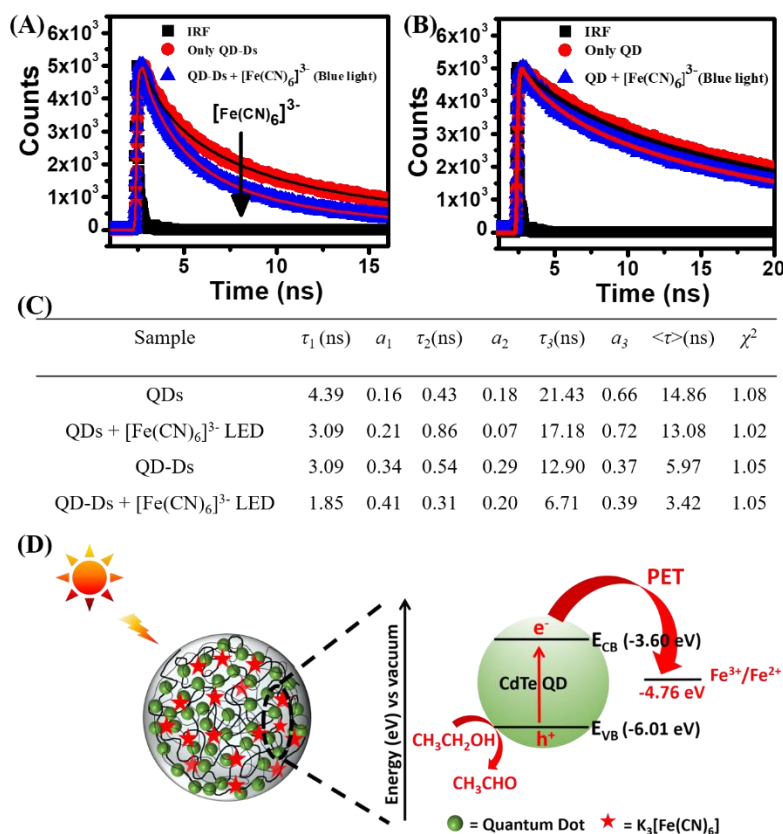 (A)
6x10³
5x10³
4x10³
3x10³
2x10³
1x10³
0
Counts
IRF
Only QD-Ds
QD-Ds + [Fe(CN)₆]³⁻ (Blue light)
[Fe(CN)₆]³⁻
5 10 15
Time (ns)
(B)
6x10³
5x10³
4x10³
3x10³
2x10³
1x10³
0
Counts
IRF
Only QD
QD + [Fe(CN)₆]³⁻ (Blue light)
5 10 15 20
Time (ns)
(C)
Sample τ₁ (ns) a₁ τ₂(ns) a₂ τ₃(ns) a₃ <τ>(ns) χ²
QDs 4.39 0.16 0.43 0.18 21.43 0.66 14.86 1.08
QDs + [Fe(CN)₆]³⁻ LED 3.09 0.21 0.86 0.07 17.18 0.72 13.08 1.02
QD-Ds 3.09 0.34 0.54 0.29 12.90 0.37 5.97 1.05
QD-Ds + [Fe(CN)₆]³⁻ LED 1.85 0.41 0.31 0.20 6.71 0.39 3.42 1.05
(D)
Energy (eV) vs vacuum
PET
e⁻
E_CB (-3.60 eV)
CdTe QD
Fe³⁺/Fe²⁺
-4.76 eV
h⁺
E_VB (-6.01 eV)
CH₃CH₂OH
CH₃CHO
= Quantum Dot = K₃[Fe(CN)₆]